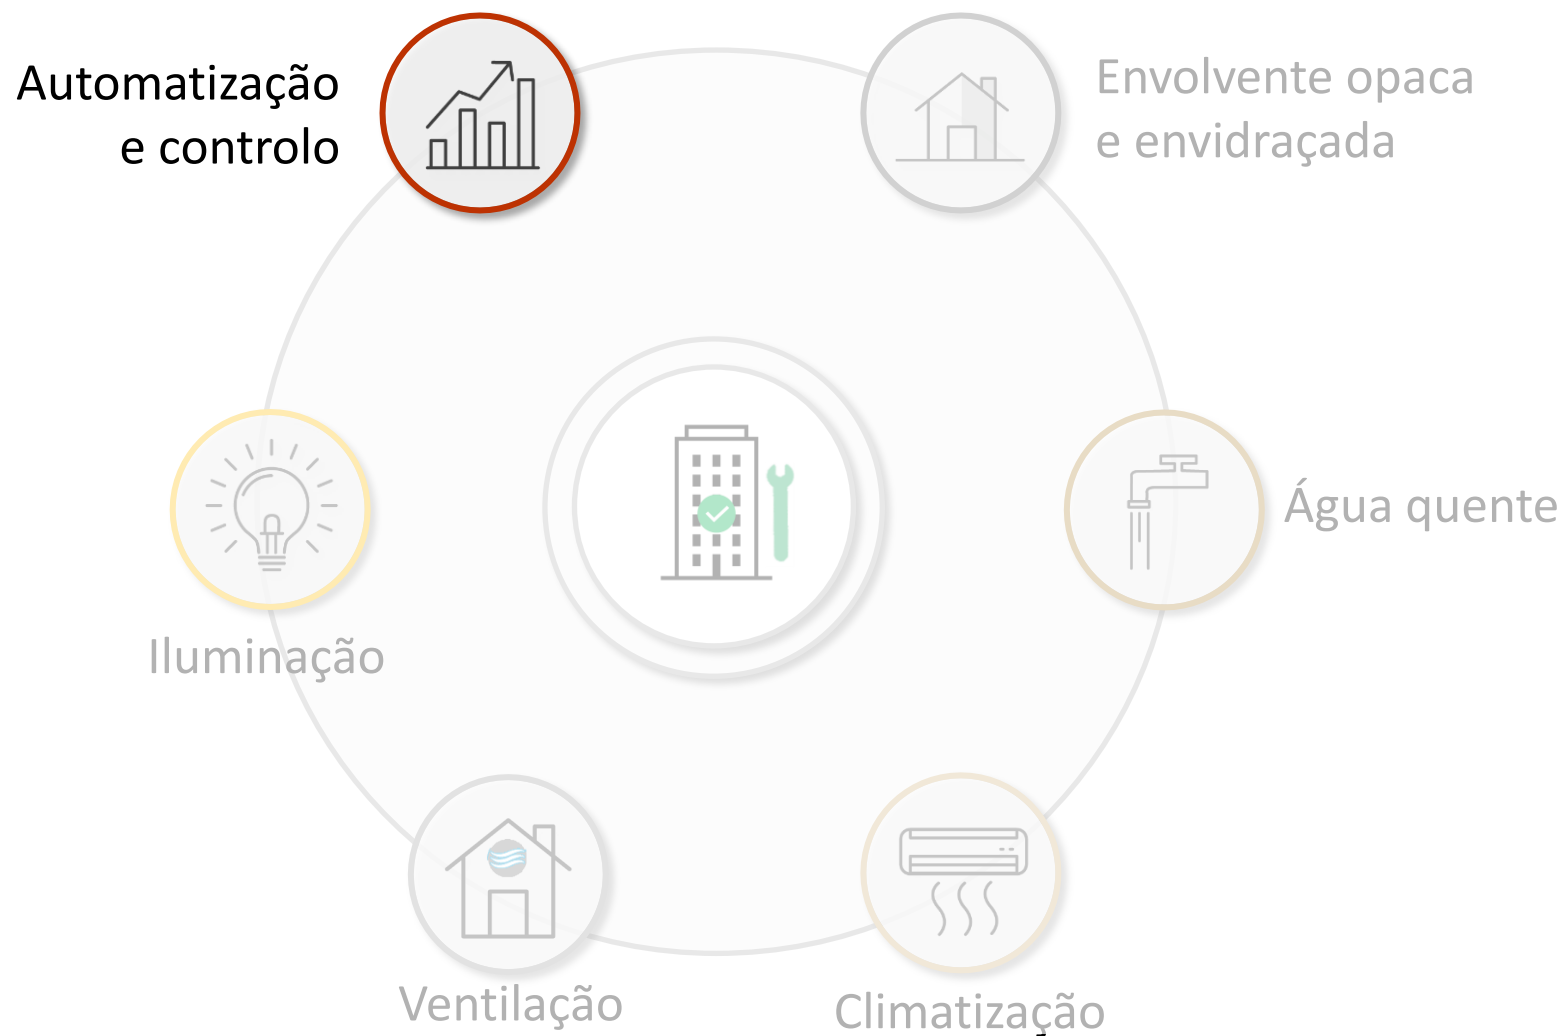 Automatização
e controlo
Envolvente opaca
e envidraçada
Água quente
Iluminação
Ventilação
Climatização